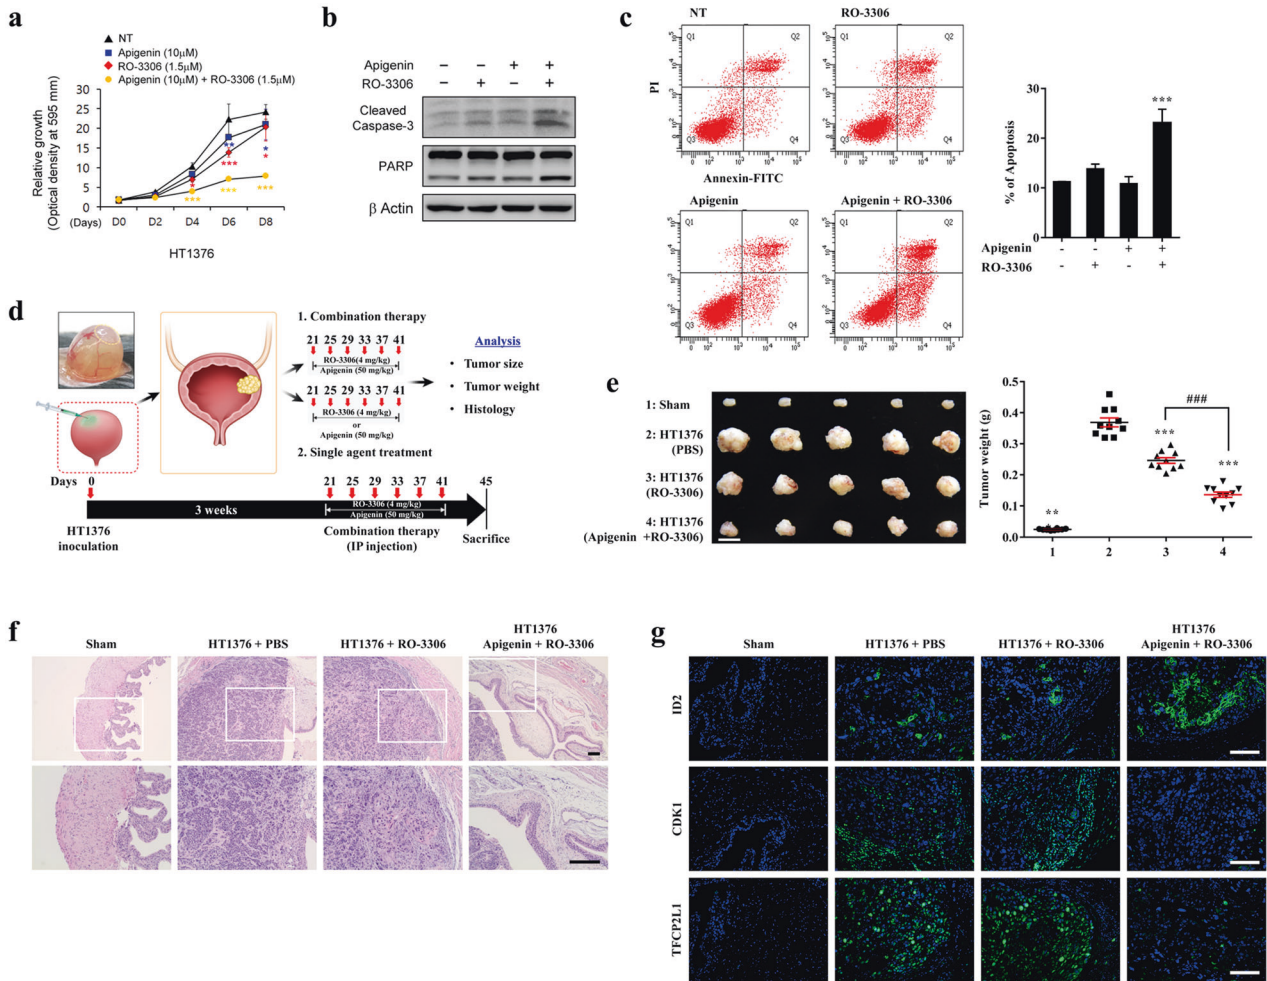 a
NT
Apigenin (10μM)
RO-3306 (1.5μM)
Apigenin (10μM) + RO-3306 (1.5μM)
Relative growth
(Optical density at 595 mm)
30
25
20
15
10
5
0
**
***
*
*
*
***
***
***
(Days) D0 D2 D4 D6 D8
HT1376
b
Apigenin − − + +
RO-3306 − + − +
Cleaved
Caspase-3
PARP
β Actin
c
NT
RO-3306
Q1 Q2
Q3 Q4
PI
Annexin-FITC
Apigenin
Apigenin + RO-3306
Q1 Q2
Q3 Q4
% of Apoptosis
30
20
10
0
***
Apigenin - - + +
RO-3306 - + - +
d
1. Combination therapy
21 25 29 33 37 41
RO-3306(4 mg/kg)
Apigenin (50 mg/kg)
21 25 29 33 37 41
RO-3306 (4 mg/kg)
or
Apigenin (50 mg/kg)
2. Single agent treatment
Analysis
• Tumor size
• Tumor weight
• Histology
Days 0 21 25 29 33 37 41 45
3 weeks
RO-3306 (4 mg/kg)
Apigenin (50 mg/kg)
HT1376
inoculation
Combination therapy
(IP injection)
Sacrifice
e
1: Sham
2: HT1376
(PBS)
3: HT1376
(RO-3306)
4: HT1376
(Apigenin +RO-3306)
Tumor weight (g)
0.5
0.4
0.3
0.2
0.1
0.0
**
***
###
***
1 2 3 4
f
Sham
HT1376 + PBS
HT1376 + RO-3306
HT1376
Apigenin + RO-3306
g
Sham
HT1376 + PBS
HT1376 + RO-3306
HT1376
Apigenin + RO-3306
ID2
CDK1
TFCP2L1